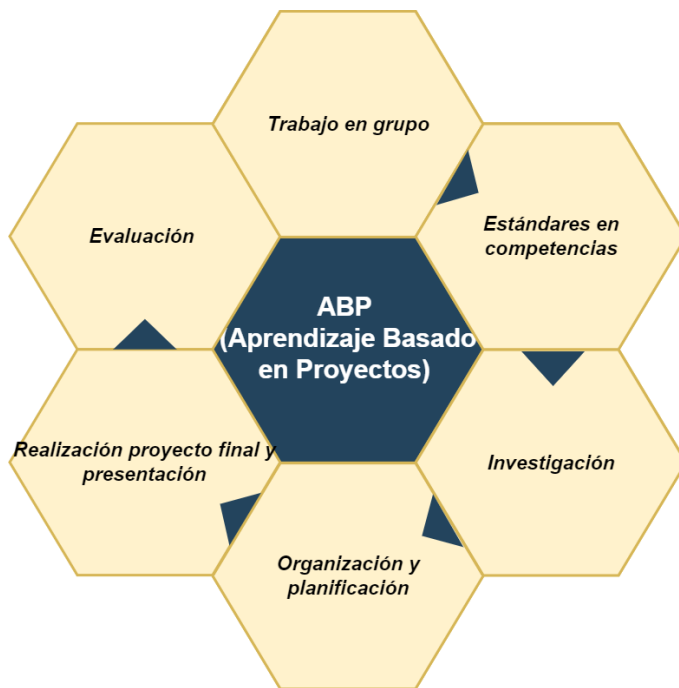 Trabajo en grupo
Evaluación
Estándares en
competencias
ABP
(Aprendizaje Basado
en Proyectos)
Realización proyecto final y
presentación
Investigación
Organización y
planificación